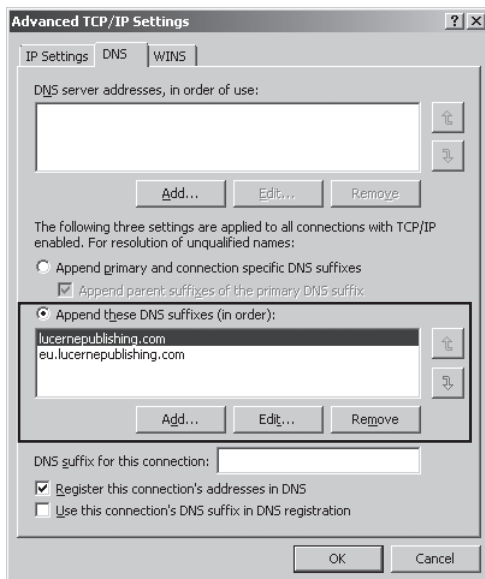 Advanced TCP/IP Settings
IP Settings DNS WINS
DNS server addresses, in order of use:
Add... Edit... Remove
The following three settings are applied to all connections with TCP/IP
enabled. For resolution of unqualified names:
Append primary and connection specific DNS suffixes
Append parent suffixes of the primary DNS suffix
Append these DNS suffixes (in order):
lucernepublishing.com
eu.lucernepublishing.com
Add... Edit... Remove
DNS suffix for this connection:
Register this connection's addresses in DNS
Use this connection's DNS suffix in DNS registration
OK Cancel